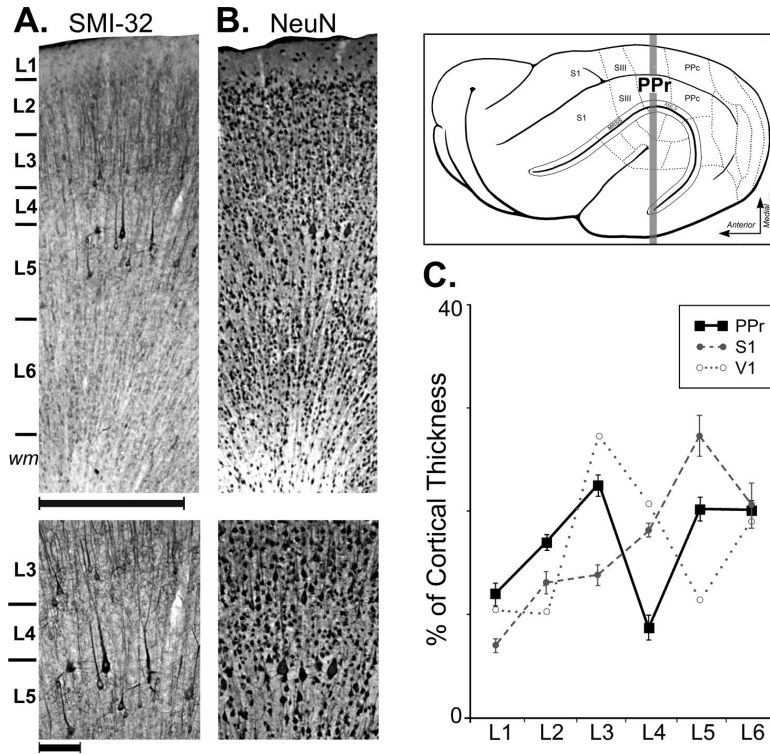 A. SMI-32
B. NeuN
L1
L2
L3
L4
L5
L6
wm
L3
L4
L5
S1
SIII
PPc
PPr
S1
SIII
PPc
Anterior
Medial
C.
40
PPr
S1
V1
% of Cortical Thickness
0
L1 L2 L3 L4 L5 L6